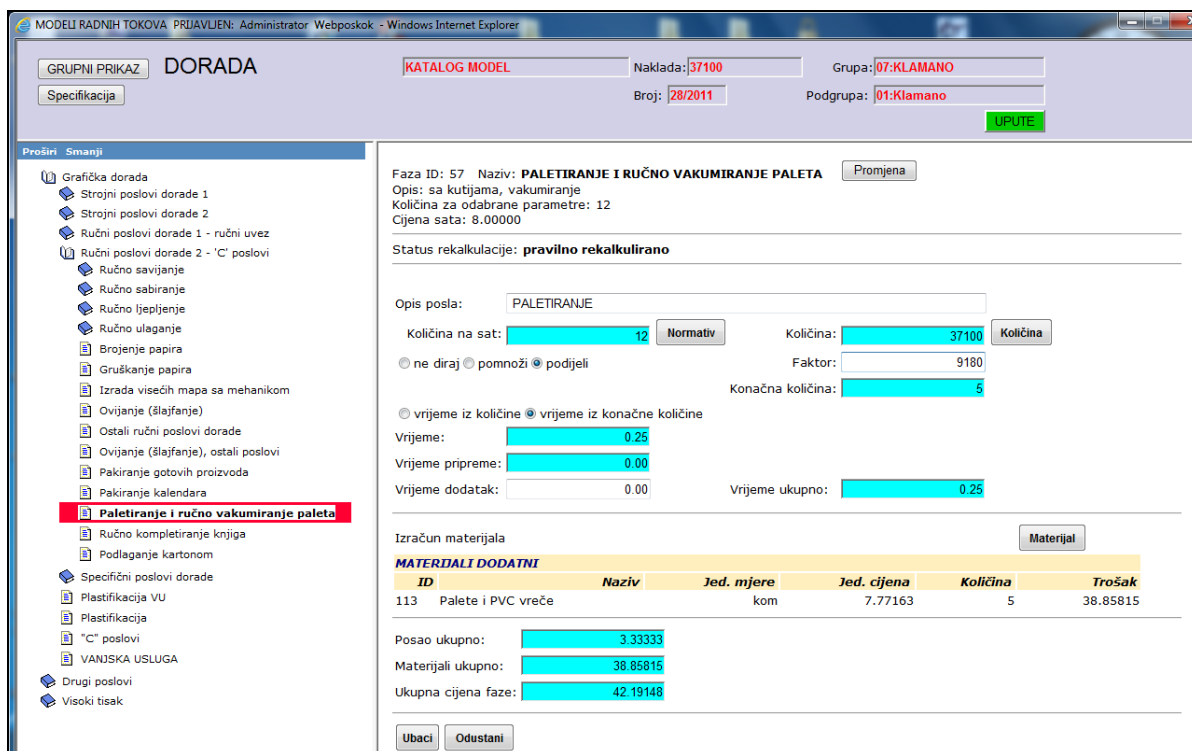 MODELI RADNIH TOKOVA PRIJAVLJEN: Administrator Webposkok - Windows Internet Explorer
GRUPNI PRIKAZ DORADA KATALOG MODEL Naklada: 37100 Grupa: 07:KLAMANO
Specifikacija Broj: 28/2011 Podgrupa: 01:Klamano
UPUTE
Proširi Smanji
Grafička dorada
Strojni poslovi dorade 1
Strojni poslovi dorade 2
Ručni poslovi dorade 1 - ručni uvez
Ručni poslovi dorade 2 - 'C' poslovi
Ručno savijanje
Ručno sabiranje
Ručno ljepljenje
Ručno ulaganje
Brojenje papira
Gruškanje papira
Izrada visećih mapa sa mehanikom
Ovijanje (šlajfanje)
Ostali ručni poslovi dorade
Ovijanje (šlajfanje), ostali poslovi
Pakiranje gotovih proizvoda
Pakiranje kalendara
Paletiranje i ručno vakumiranje paleta
Ručno kompletiranje knjiga
Podlaganje kartonom
Specifični poslovi dorade
Plastifikacija VU
Plastifikacija
"C" poslovi
VANJSKA USLUGA
Drugi poslovi
Visoki tisak
Faza ID: 57 Naziv: PALETIRANJE I RUČNO VAKUMIRANJE PALETA Promjena
Opis: sa kutijama, vakumiranje
Količina za odabrane parametre: 12
Cijena sata: 8.00000
Status rekalkulacije: pravilno rekalkulirano
Opis posla: PALETIRANJE
Količina na sat: 12 Normativ Količina: 37100 Količina
ne diraj pomnoži podijeli Faktor: 9180
Konačna količina: 5
vrijeme iz količine vrijeme iz konačne količine
Vrijeme: 0.25
Vrijeme pripreme: 0.00
Vrijeme dodatak: 0.00 Vrijeme ukupno: 0.25
Izračun materijala Materijal
MATERIJALI DODATNI
ID Naziv Jed. mjere Jed. cijena Količina Trošak
113 Palete i PVC vreče kom 7.77163 5 38.85815
Posao ukupno: 3.33333
Materijali ukupno: 38.85815
Ukupna cijena faze: 42.19148
Ubaci Odustani